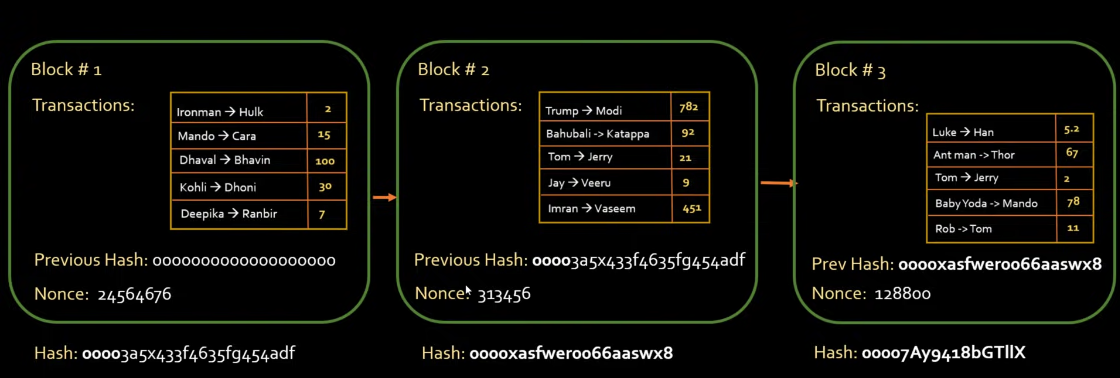 Block # 1
Transactions:
Ironman → Hulk 2
Mando → Cara 15
Dhaval → Bhavin 100
Kohli → Dhoni 30
Deepika → Ranbir 7
Previous Hash: 0000000000000000000
Nonce: 24564676
Hash: 00003a5x433f4635fg454adf
Block # 2
Transactions:
Trump → Modi 782
Bahubali -> Katappa 92
Tom → Jerry 21
Jay → Veeru 9
Imran → Vaseem 451
Previous Hash: 00003a5x433f4635fg454adf
Nonce: 313456
Hash: 0000xasfwer0066aaswx8
Block # 3
Transactions:
Luke → Han 5.2
Ant man -> Thor 67
Tom → Jerry 2
Baby Yoda -> Mando 78
Rob -> Tom 11
Prev Hash: 0000xasfwer0066aaswx8
Nonce: 128800
Hash: 00007Ay9418bGTllX